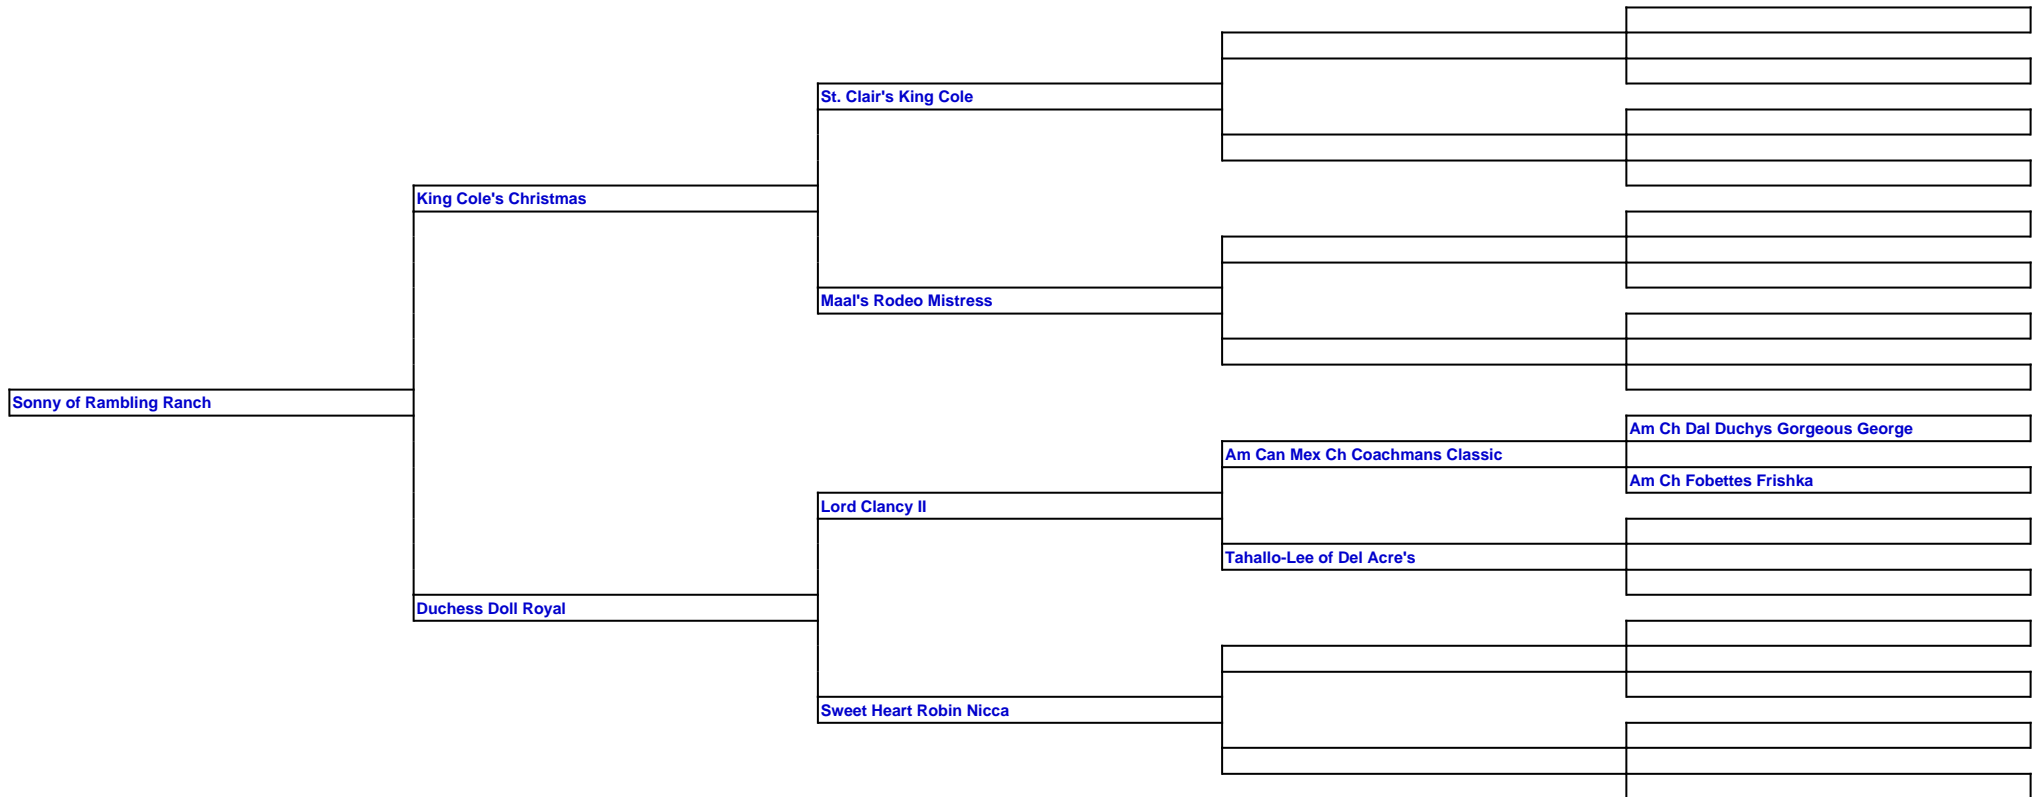 St. Clair's King Cole
King Cole's Christmas
Maal's Rodeo Mistress
Sonny of Rambling Ranch
Am Ch Dal Duchys Gorgeous George
Am Can Mex Ch Coachmans Classic
Am Ch Fobettes Frishka
Lord Clancy II
Tahallo-Lee of Del Acre's
Duchess Doll Royal
Sweet Heart Robin Nicca